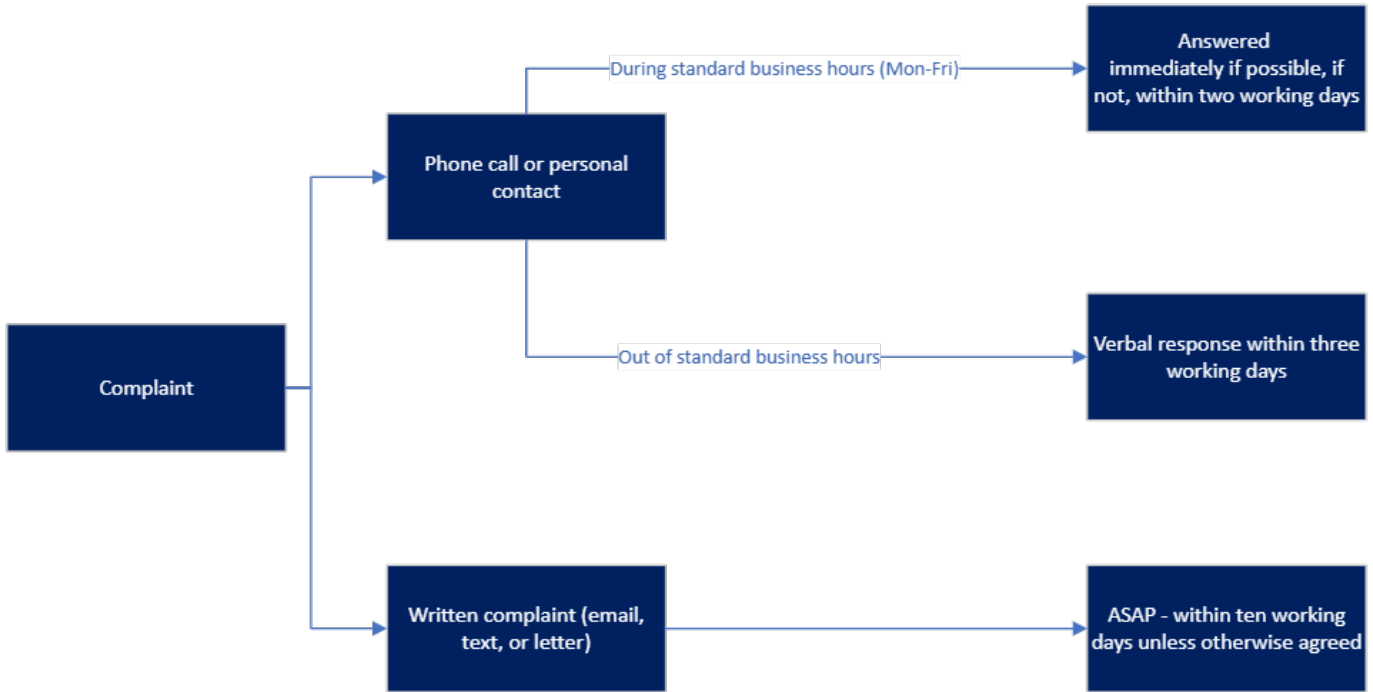 Answered
immediately if possible, if
not, within two working days
During standard business hours (Mon-Fri)
Phone call or personal
contact
Verbal response within three
working days
Out of standard business hours
Complaint
Written complaint (email,
text, or letter)
ASAP - within ten working
days unless otherwise agreed